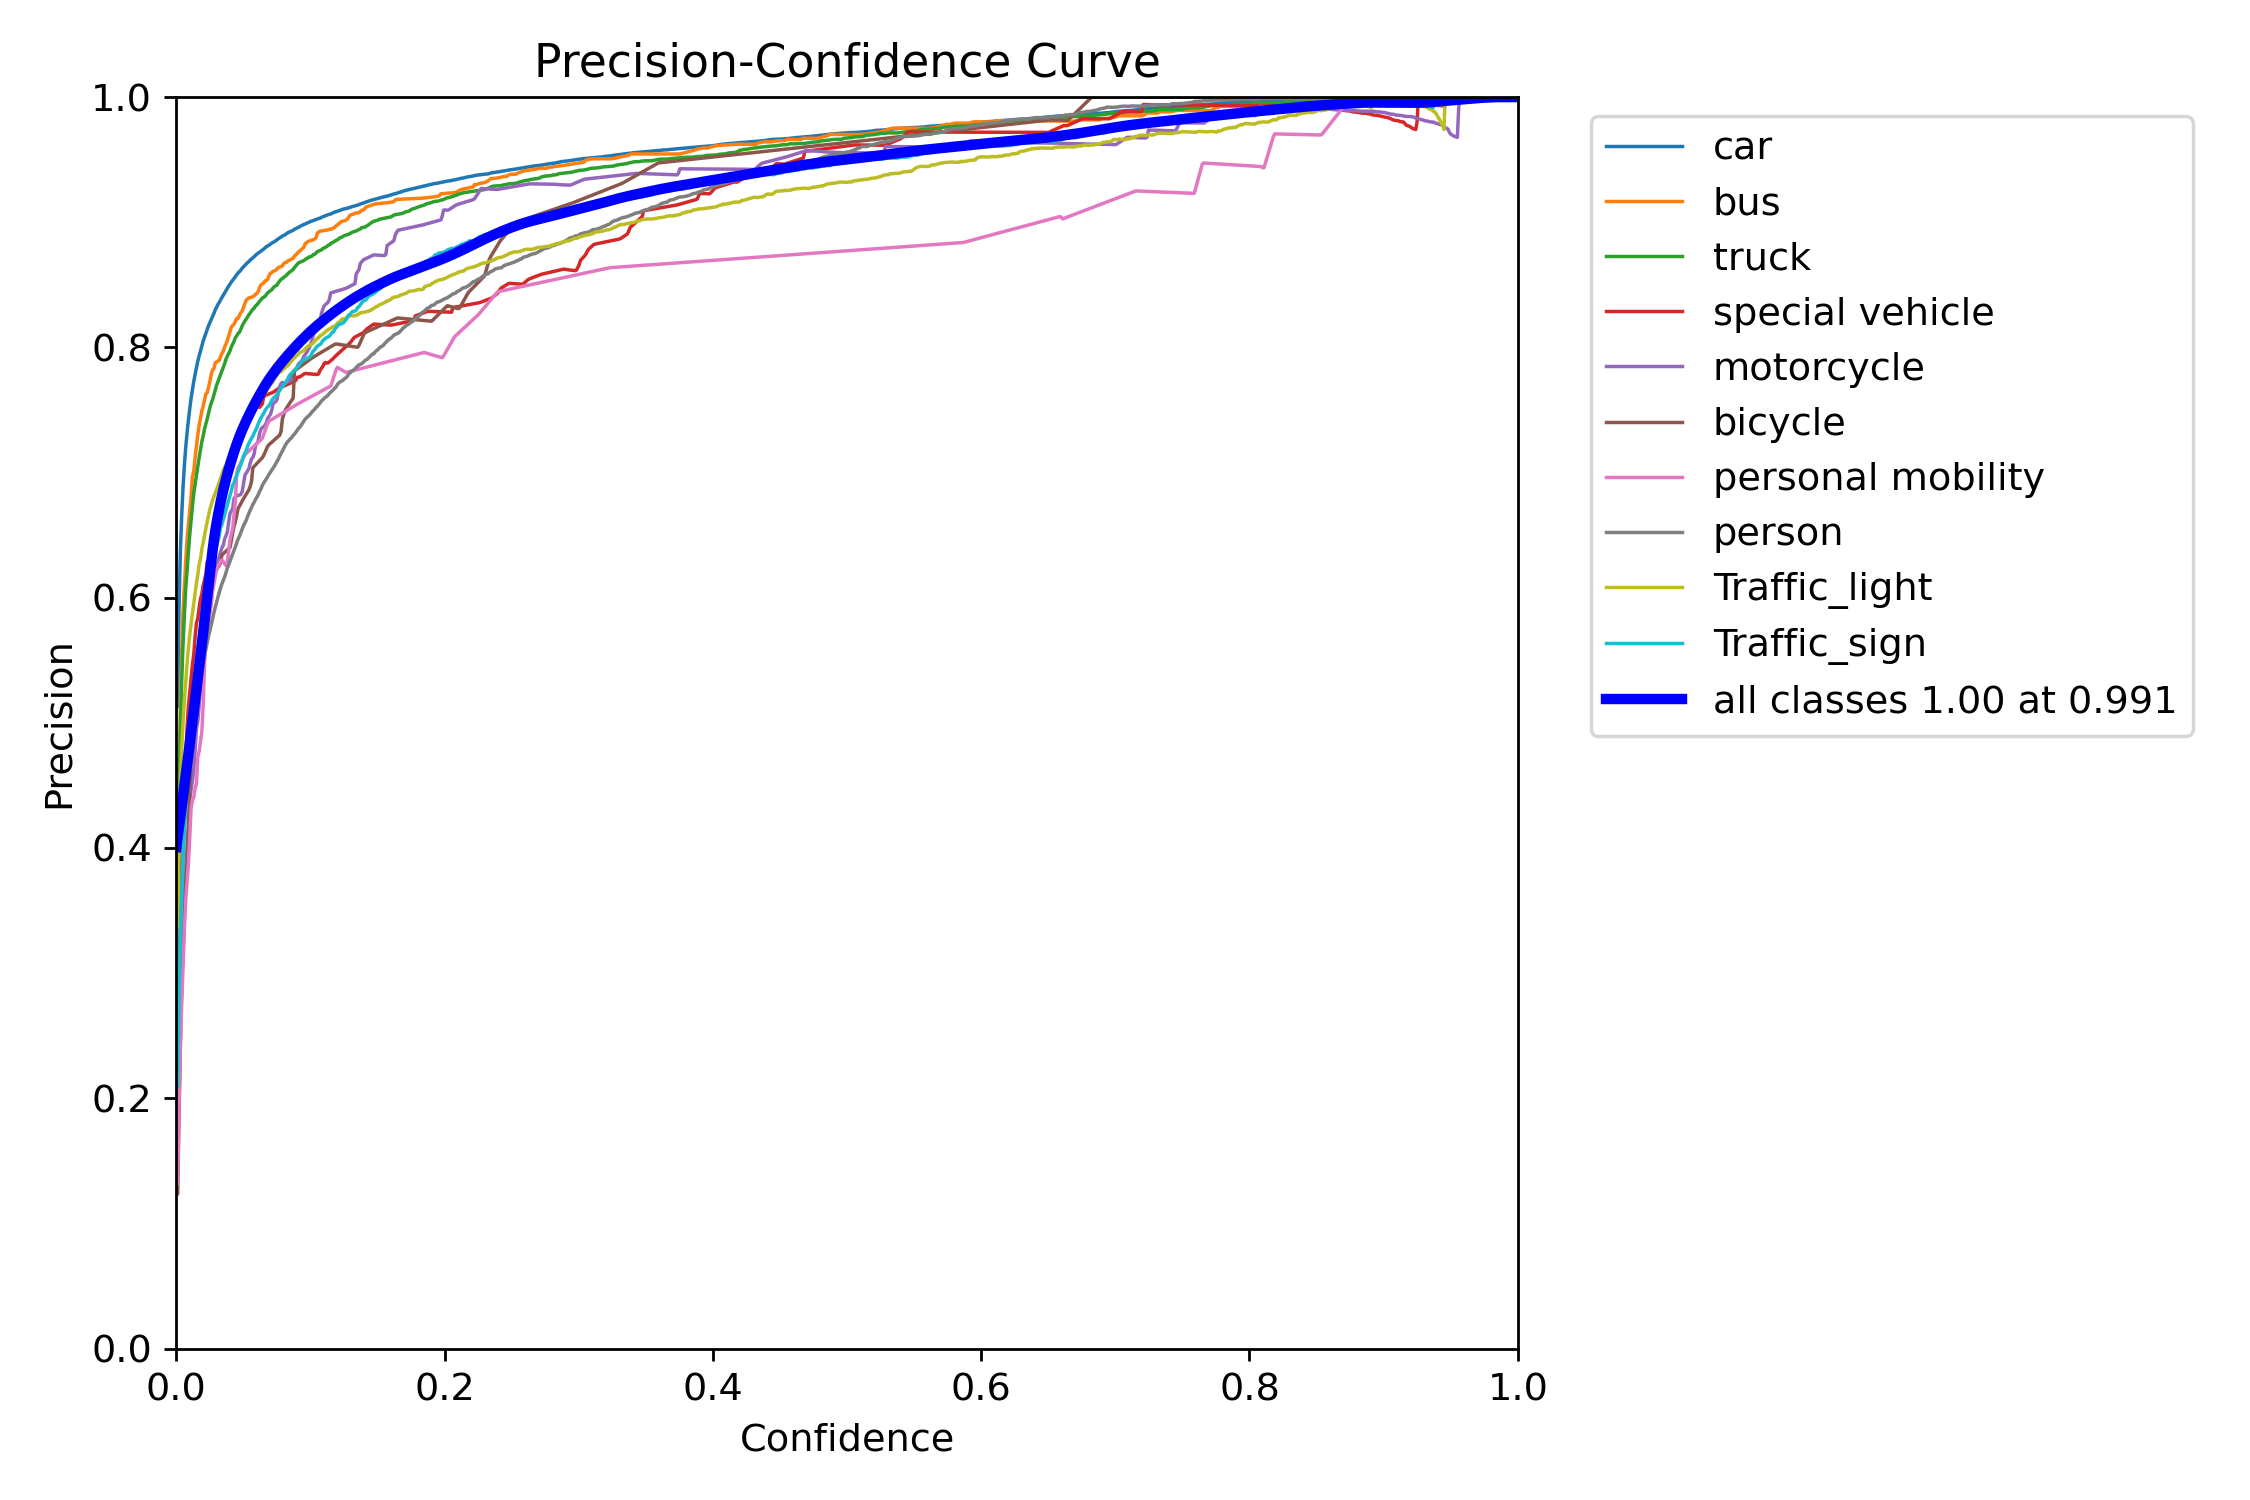 Precision-Confidence Curve
1.0
0.8
0.6
0.4
0.2
0.0
Precision
0.0 0.2 0.4 0.6 0.8 1.0
Confidence
car
bus
truck
special vehicle
motorcycle
bicycle
personal mobility
person
Traffic_light
Traffic_sign
all classes 1.00 at 0.991